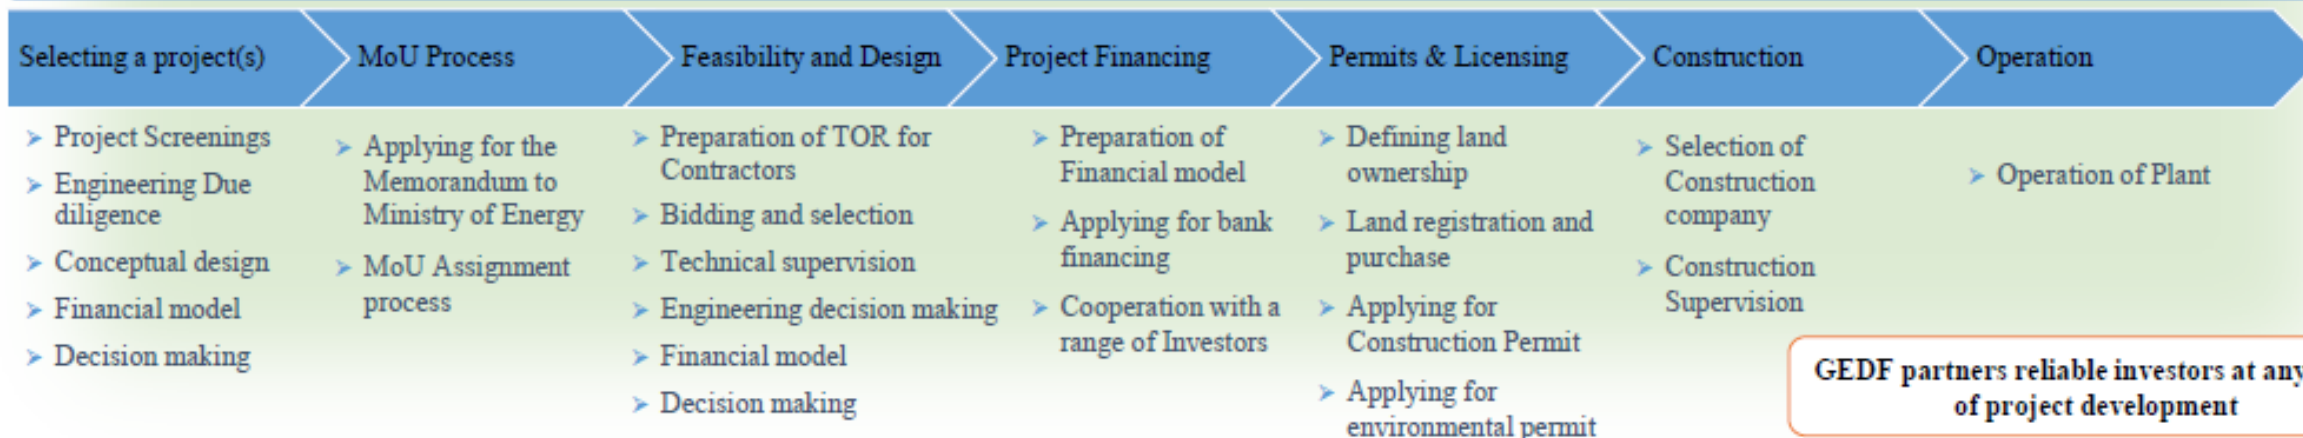 Selecting a project(s)
MoU Process
Feasibility and Design
Project Financing
Permits & Licensing
Construction
Operation
Project Screenings
Engineering Due
diligence
Conceptual design
Financial model
Decision making
Applying for the
Memorandum to
Ministry of Energy
MoU Assignment
process
Preparation of TOR for
Contractors
Bidding and selection
Technical supervision
Engineering decision making
Financial model
Decision making
Preparation of
Financial model
Applying for bank
financing
Cooperation with a
range of Investors
Defining land
ownership
Land registration and
purchase
Applying for
Construction Permit
Applying for
environmental permit
Selection of
Construction
company
Construction
Supervision
Operation of Plant
GEDF partners reliable investors at any
of project development